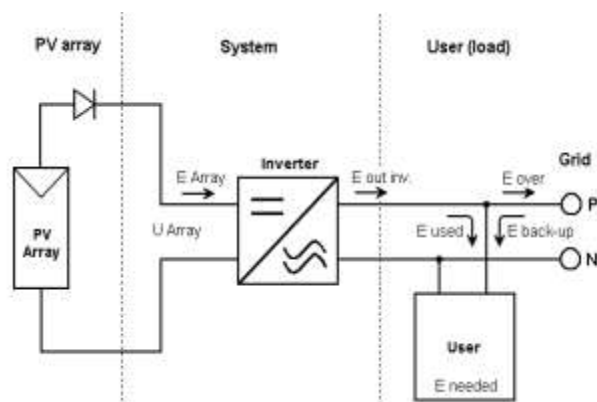 PV array
System
User (load)
Inverter
Grid
E Array
E out inv.
E over
P
PV
Array
U Array
E used
E back-up
N
User
E needed